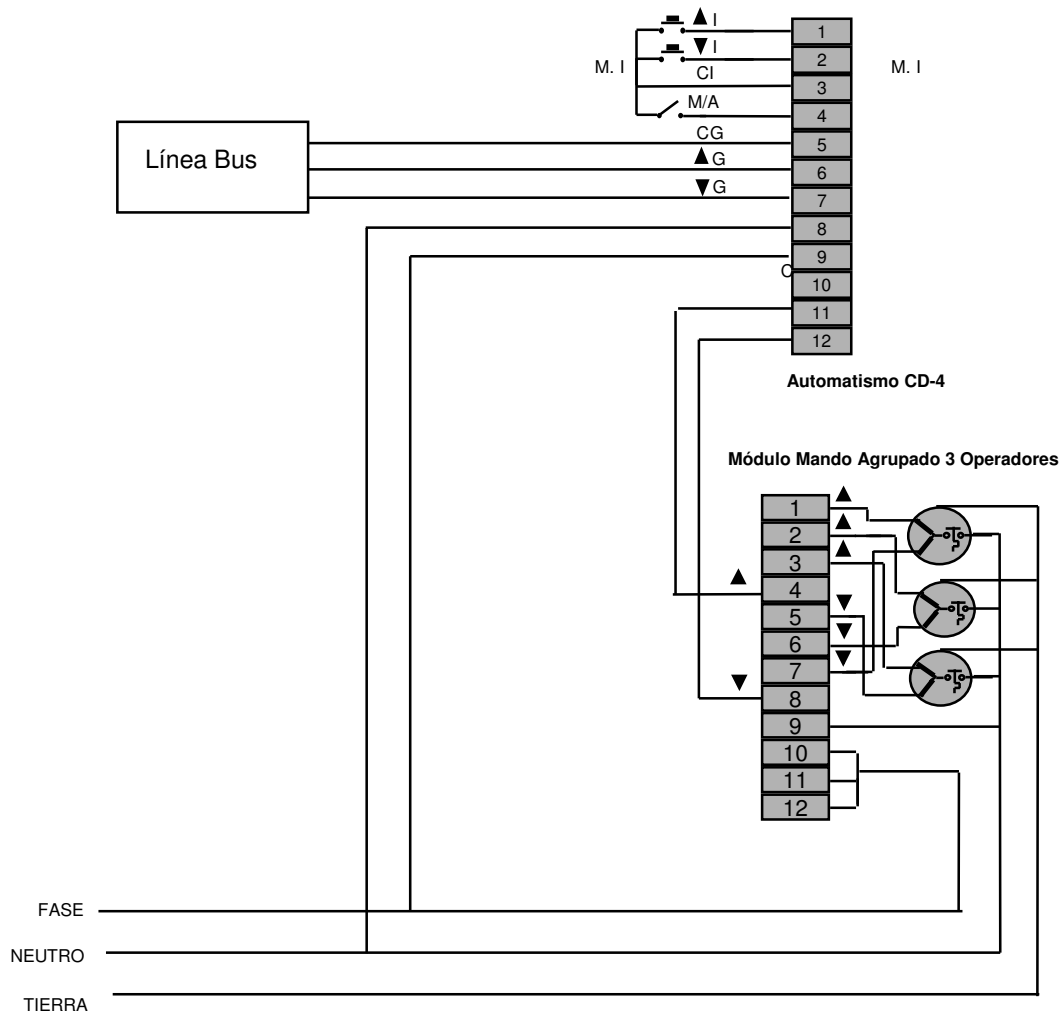 ▲ I
1
▼ I
2
M. I
M. I
CI
3
M/A
4
CG
5
Línea Bus
▲ G
6
▼ G
7
8
9
C
10
11
12
Automatismo CD-4
Módulo Mando Agrupado 3 Operadores
1
2
3
4
5
6
7
8
9
10
11
12
FASE
NEUTRO
TIERRA